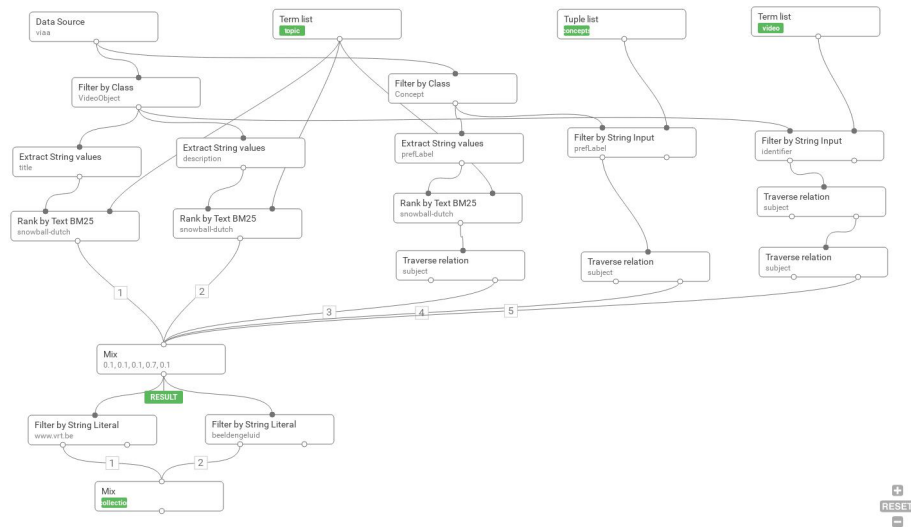 Data Source
viaa
Term list
topic
Tuple list
concepts
Term list
video
Filter by Class
VideoObject
Filter by Class
Concept
Extract String values
title
Extract String values
description
Extract String values
prefLabel
Filter by String Input
prefLabel
Filter by String Input
identifier
Rank by Text BM25
snowball-dutch
Rank by Text BM25
snowball-dutch
Rank by Text BM25
snowball-dutch
Traverse relation
subject
Traverse relation
subject
Traverse relation
subject
Traverse relation
subject
1
2
3
4
5
Mix
0.1, 0.1, 0.1, 0.7, 0.1
RESULT
Filter by String Literal
www.vrt.be
Filter by String Literal
beeldengeluid
1
2
Mix
collection
RESET